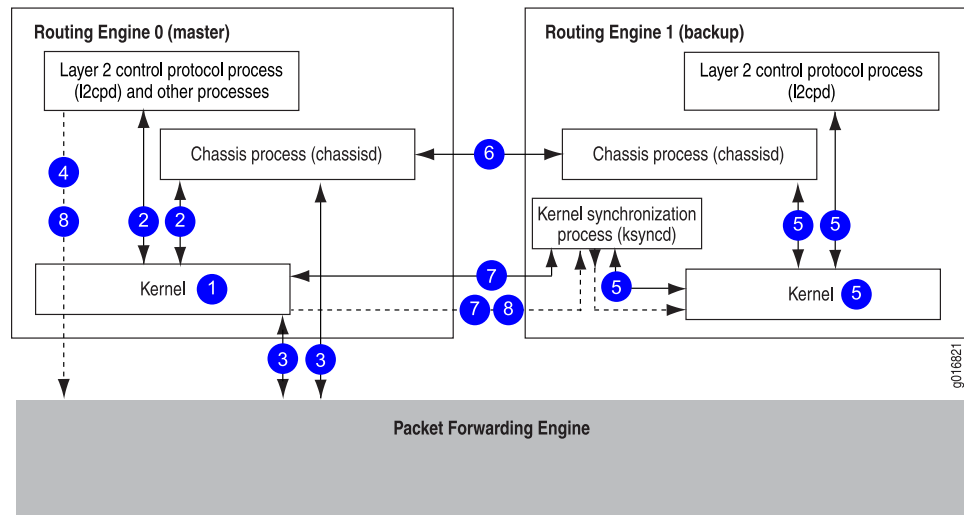 Routing Engine 0 (master)
Layer 2 control protocol process
(l2cpd) and other processes
Chassis process (chassisd)
4
8
2
2
Kernel 1
3
3
6
7
7 8
Routing Engine 1 (backup)
Layer 2 control protocol process
(l2cpd)
Chassis process (chassisd)
Kernel synchronization
process (ksyncd)
5
5
5
Kernel 5
g016821
Packet Forwarding Engine